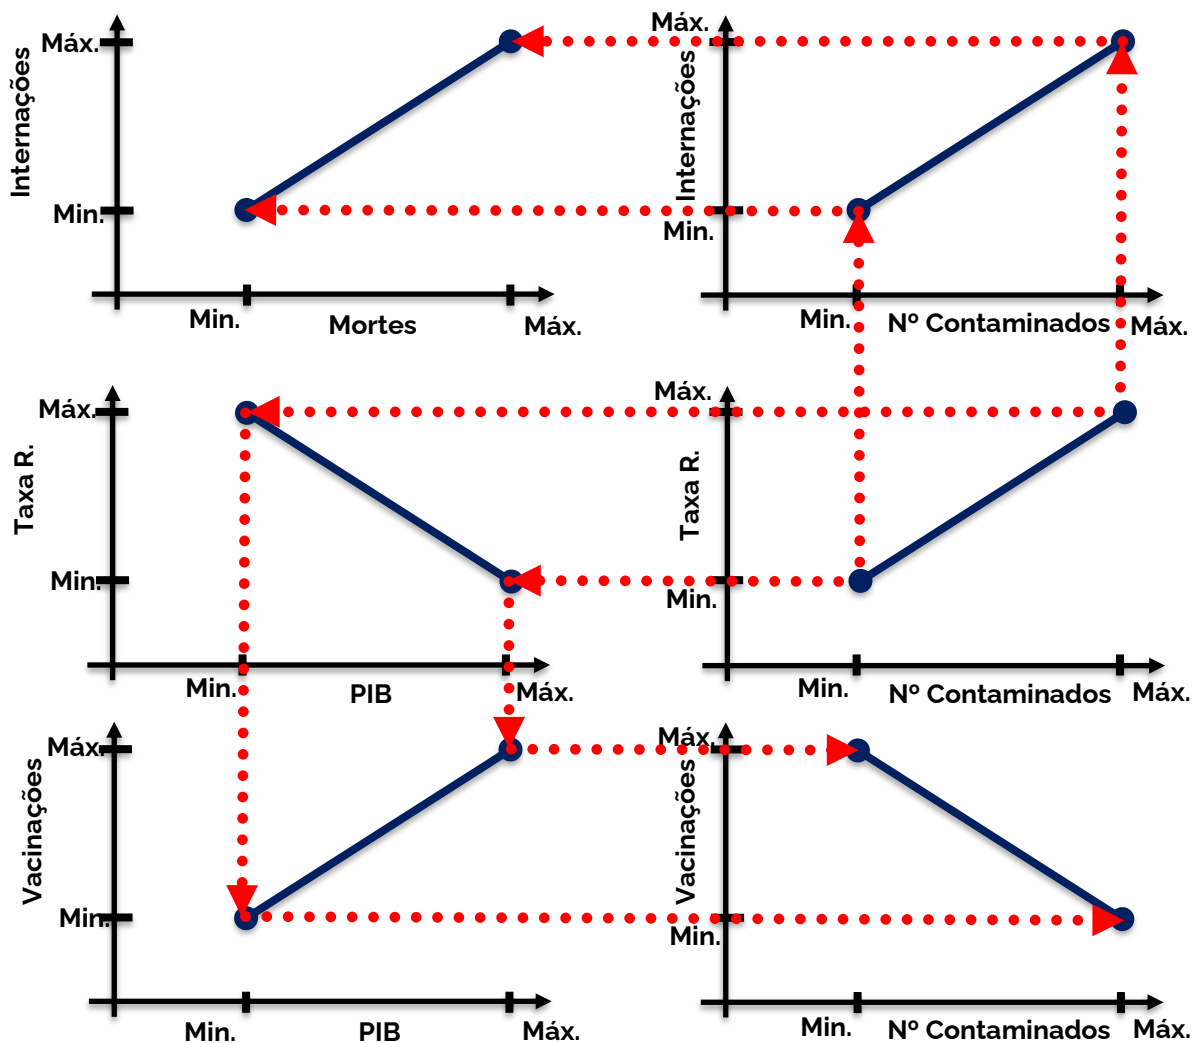 Máx.
Internações
Min.
Min.
Mortes
Máx.
Máx.
Internações
Min.
Min.
Nº Contaminados
Máx.
Máx.
Taxa R.
Min.
Min.
PIB
Máx.
Máx.
Taxa R.
Min.
Min.
Nº Contaminados
Máx.
Máx.
Vacinações
Min.
Min.
PIB
Máx.
Máx.
Vacinações
Min.
Min.
Nº Contaminados
Máx.